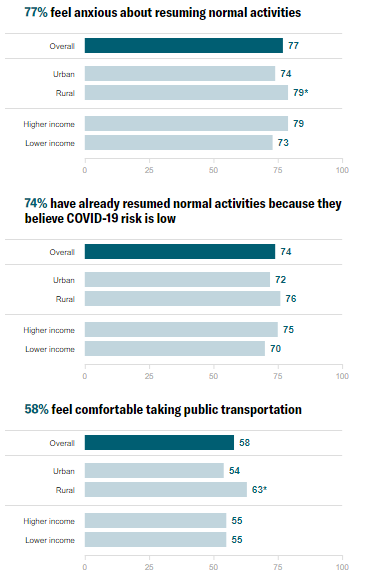 77% feel anxious about resuming normal activities
Overall 77
Urban 74
Rural 79*
Higher income 79
Lower income 73
0 25 50 75 100
74% have already resumed normal activities because they
believe COVID-19 risk is low
Overall 74
Urban 72
Rural 76
Higher income 75
Lower income 70
0 25 50 75 100
58% feel comfortable taking public transportation
Overall 58
Urban 54
Rural 63*
Higher income 55
Lower income 55
0 25 50 75 100